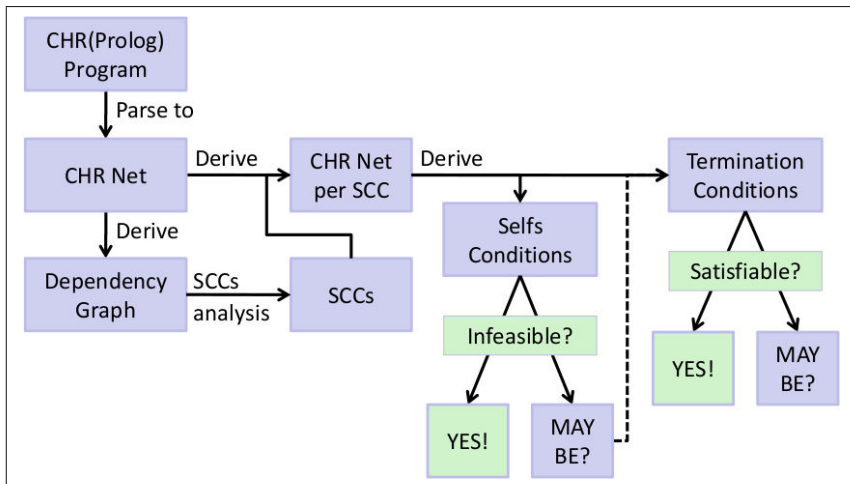 CHR(Prolog)
Program
Parse to
CHR Net
Derive
CHR Net
per SCC
Derive
Termination
Conditions
Derive
Selfs
Conditions
Dependency
Graph
SCCs
analysis
SCCs
Satisfiable?
Infeasible?
YES!
MAY
BE?
YES!
MAY
BE?